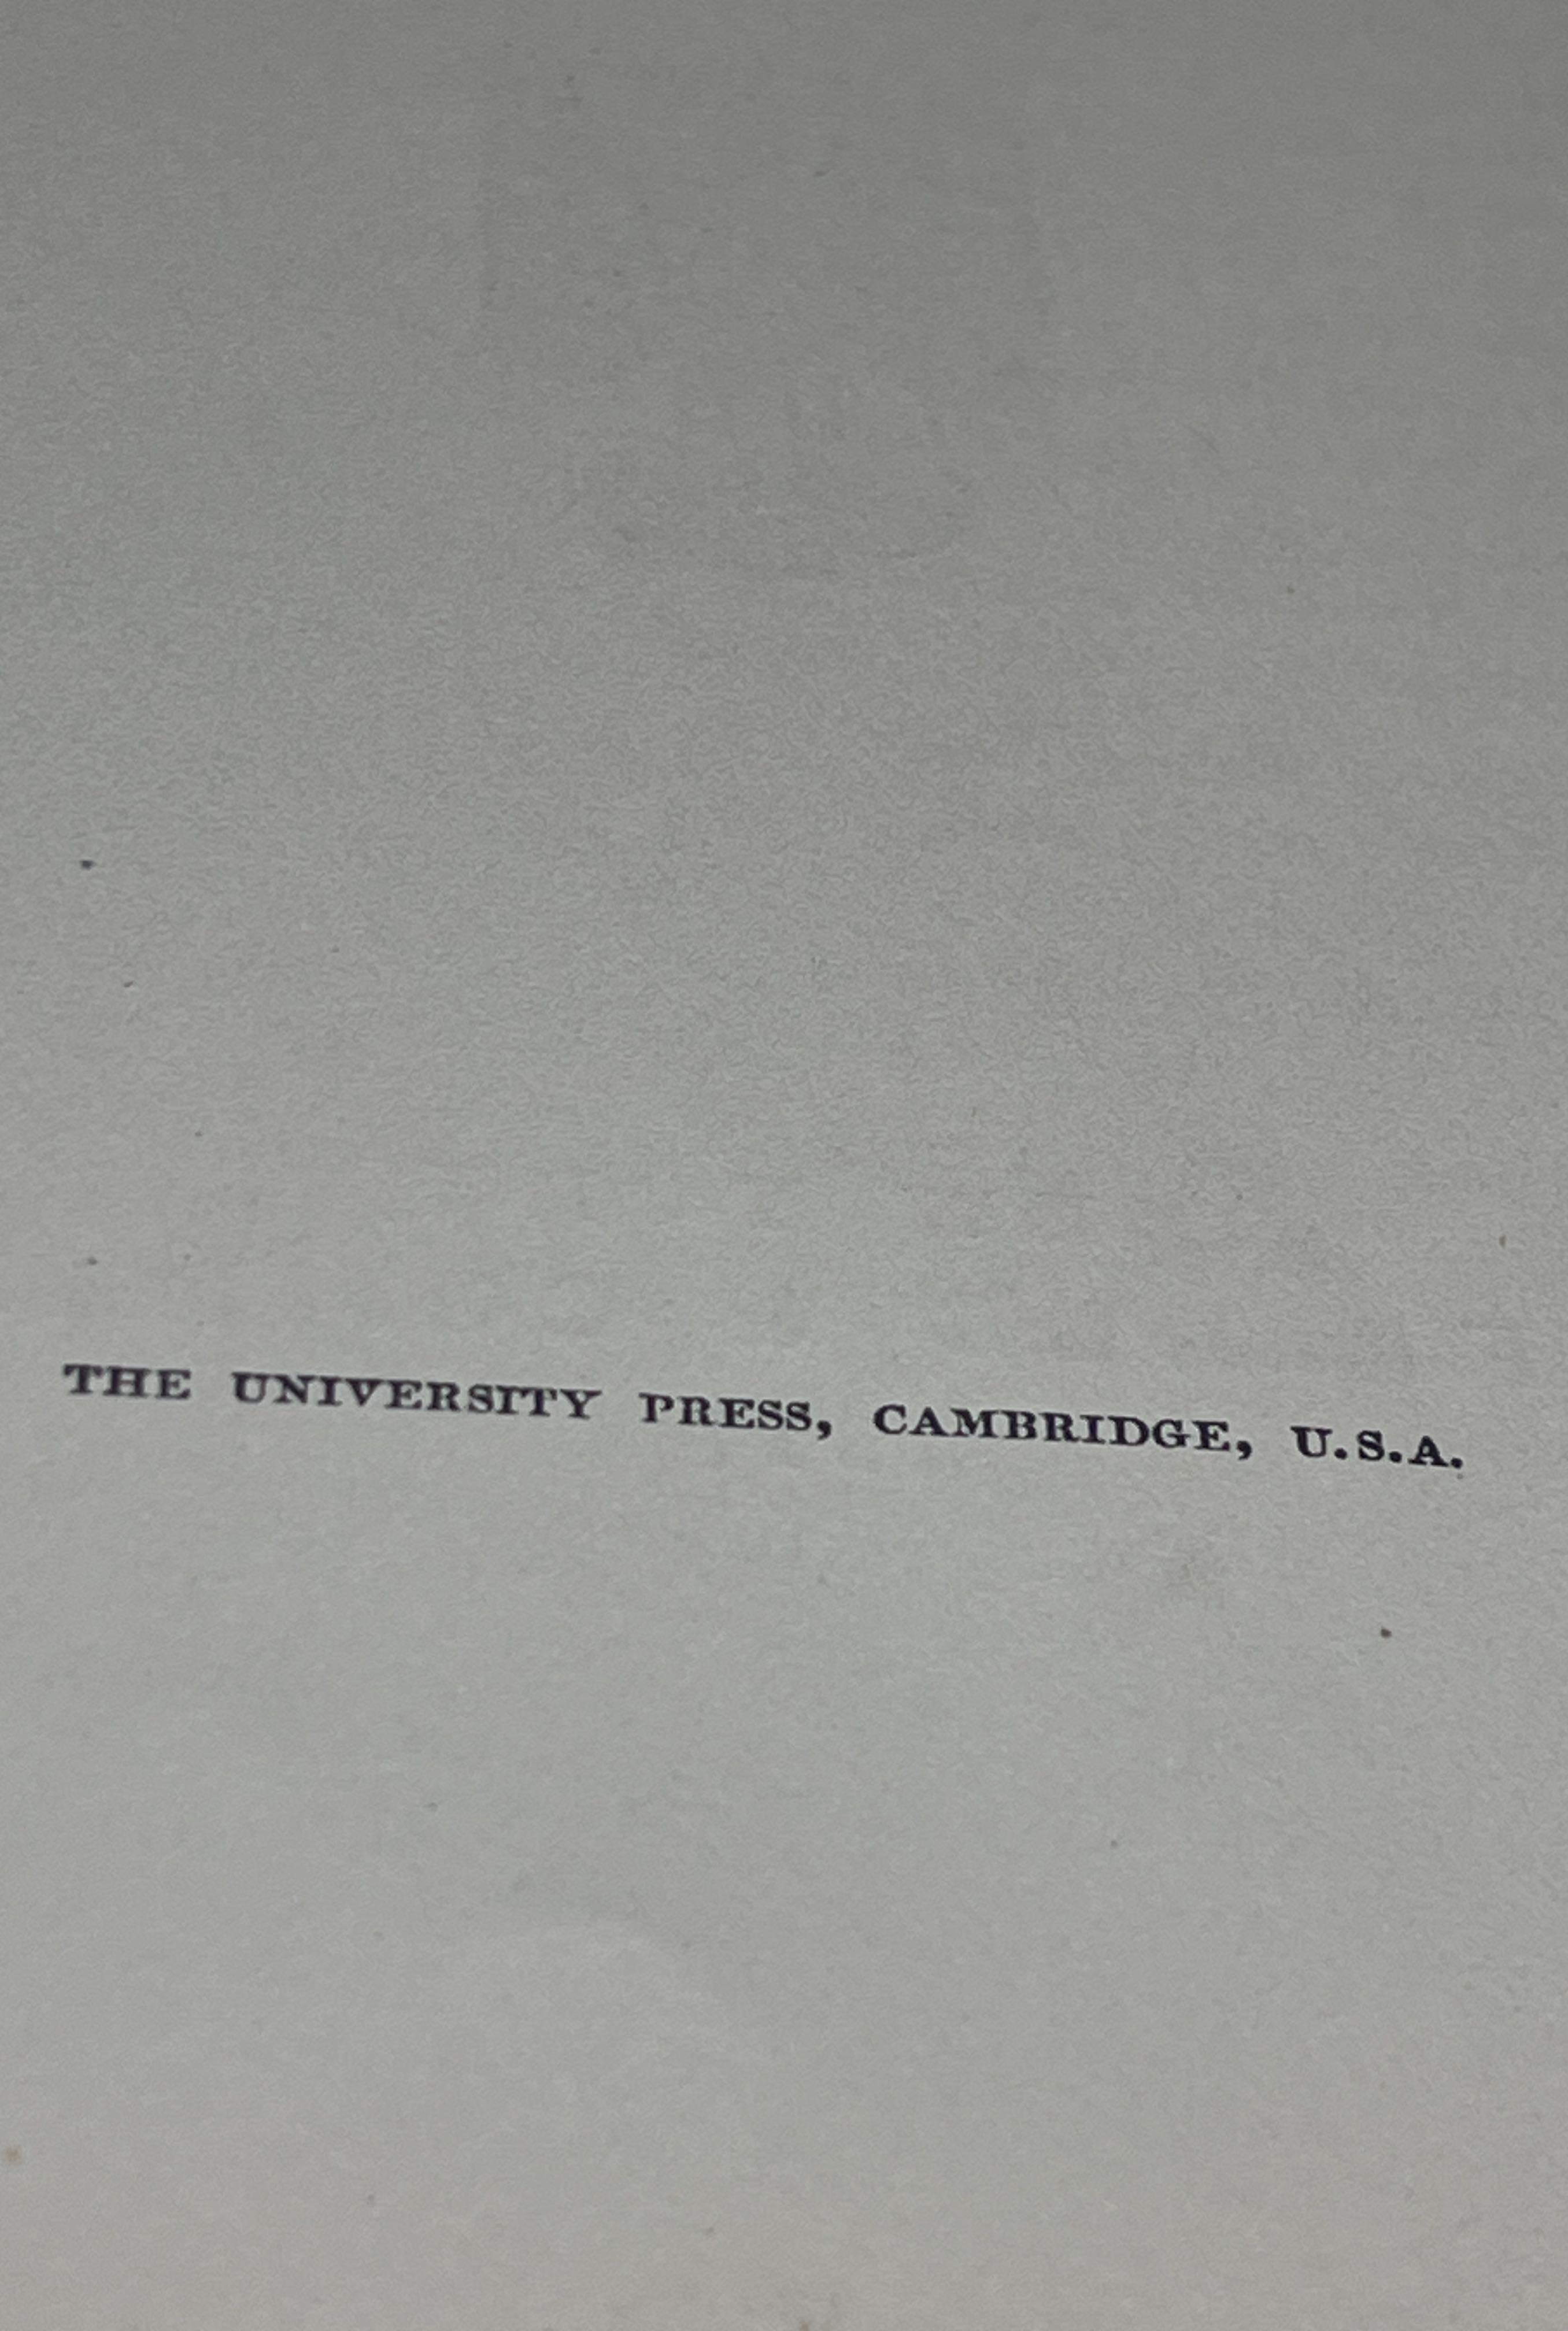 THE UNIVERSITY PRESS, CAMBRIDGE, U.S.A.